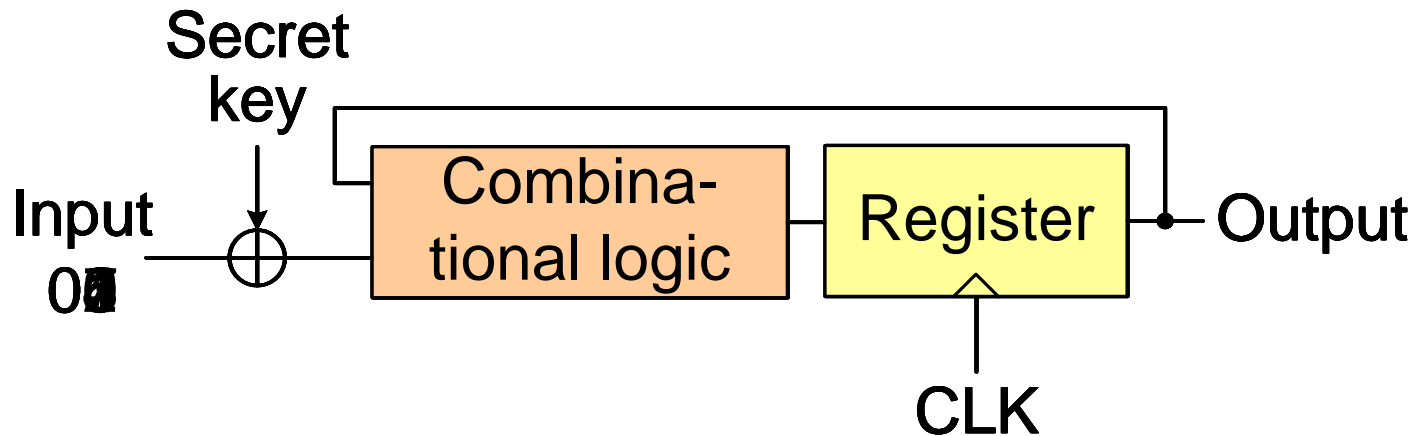 Secret
key
Combina-
tional logic
Register
Input
Output
CLK